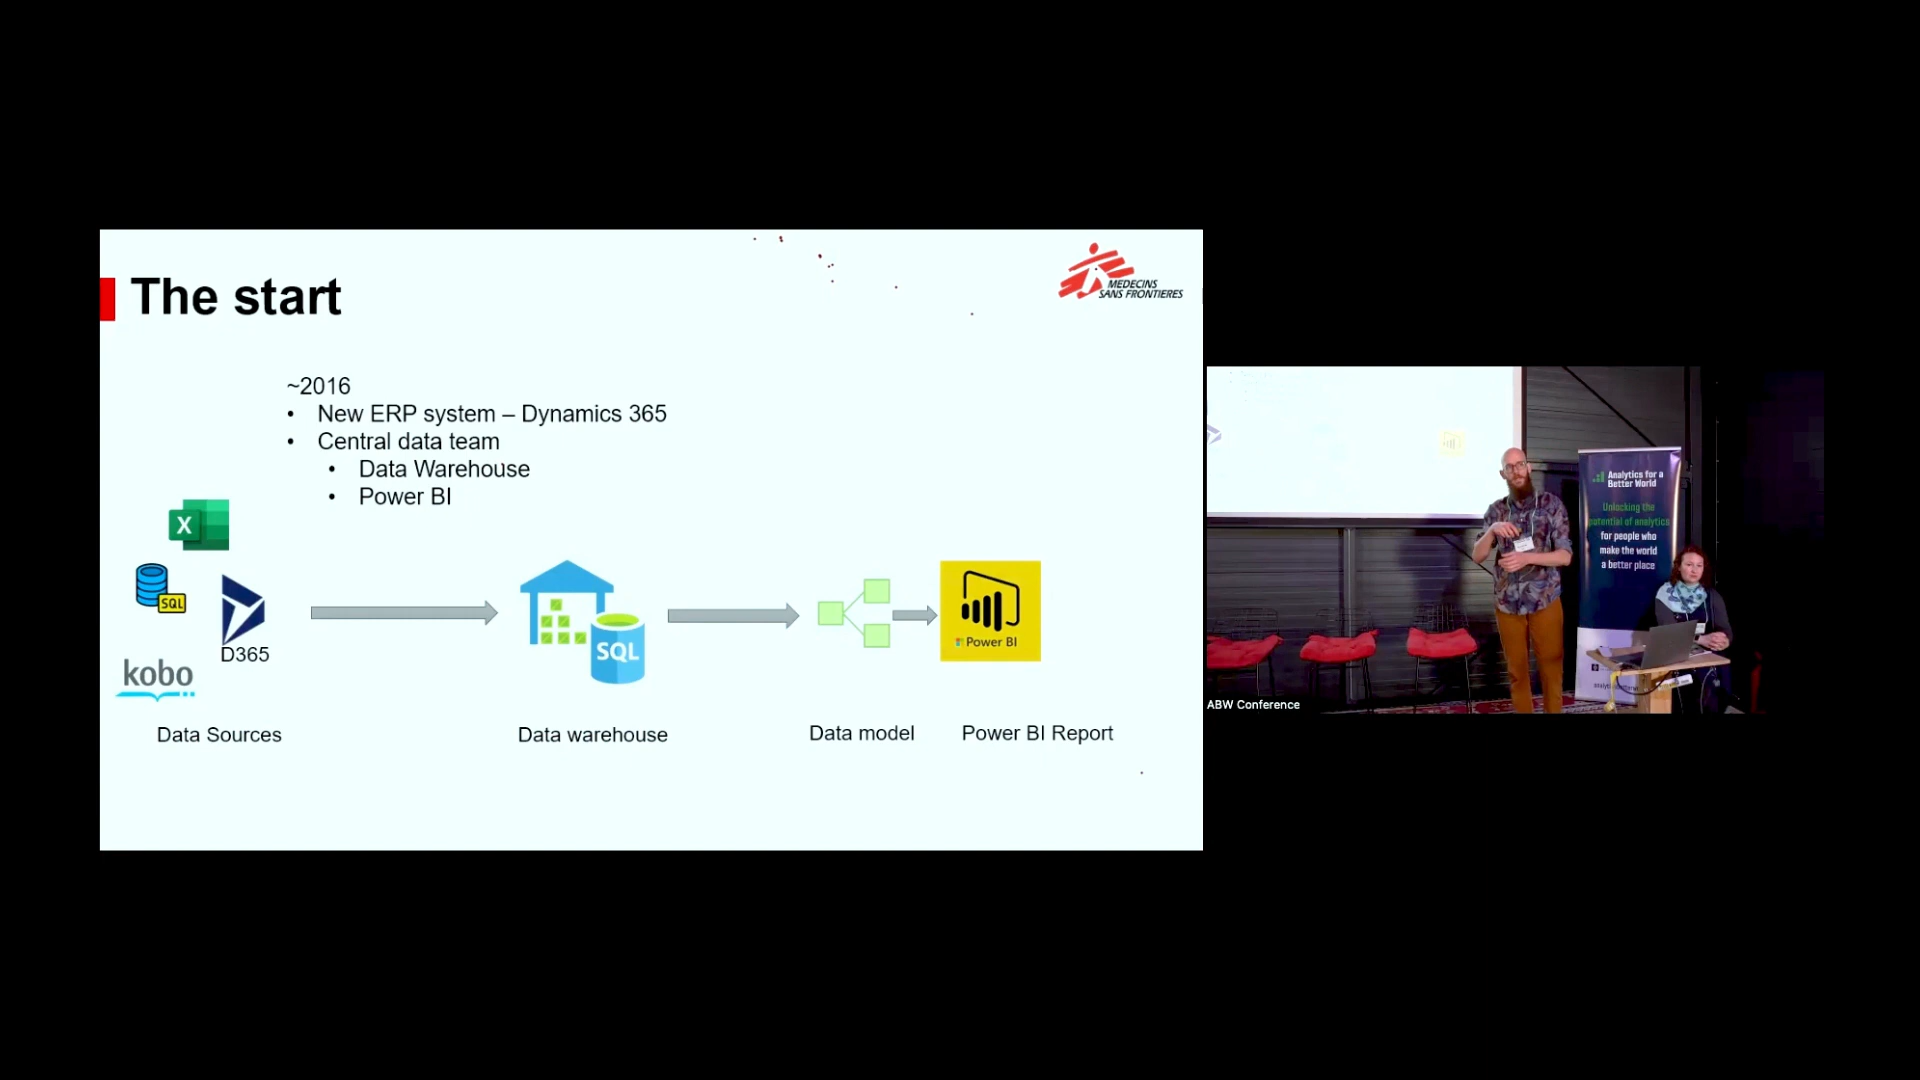 The start
MEDECINS
SANS FRONTIERES
~2016
• New ERP system – Dynamics 365
• Central data team
• Data Warehouse
• Power BI
X
SQL
D365
kobo
SQL
Power BI
Data Sources
Data warehouse
Data model
Power BI Report
Analytics for a
Better World
Unlocking the
potential of analytics
for people who
make the world
a better place
ABW Conference